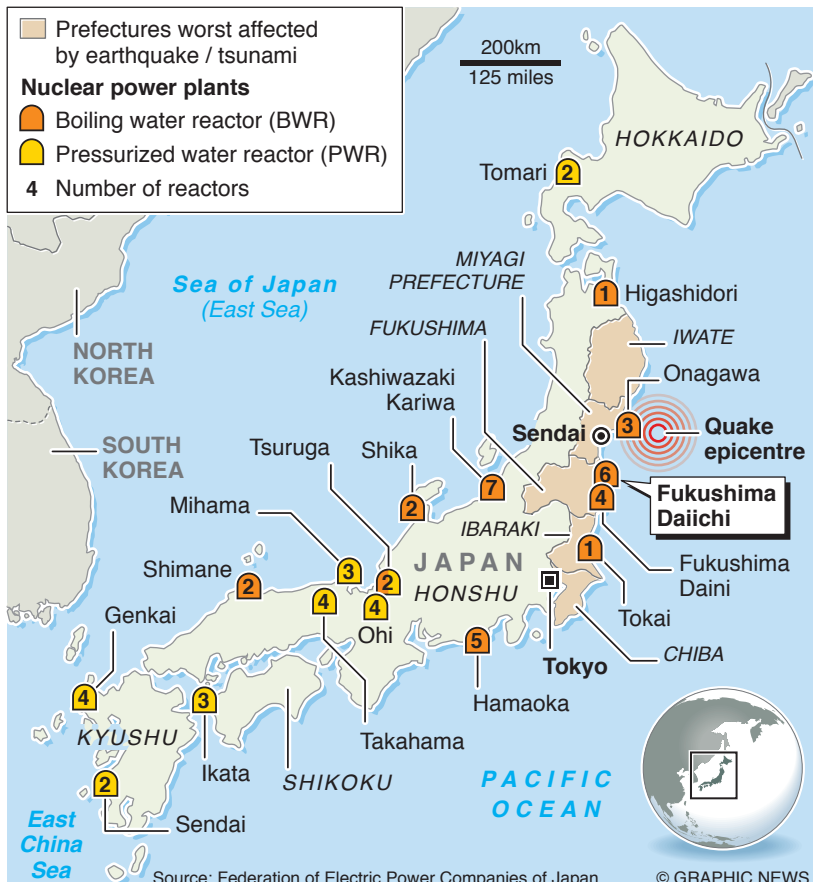 Prefectures worst affected
by earthquake / tsunami
Nuclear power plants
Boiling water reactor (BWR)
Pressurized water reactor (PWR)
4 Number of reactors
200km
125 miles
HOKKAIDO
Tomari
2
MIYAGI
PREFECTURE
Sea of Japan
(East Sea)
1
Higashidori
FUKUSHIMA
IWATE
NORTH
KOREA
Kashiwazaki
Kariwa
Onagawa
3
Quake
epicentre
Sendai
SOUTH
KOREA
Tsuruga
Shika
7
6
Fukushima
Daiichi
4
Mihama
2
IBARAKI
1
JAPAN
HONSHU
Fukushima
Daini
Shimane
2
3
2
4
4
Ohi
Tokai
Genkai
5
Tokyo
CHIBA
Hamaoka
4
3
KYUSHU
Takahama
Ikata
SHIKOKU
2
PACIFIC
OCEAN
Sendai
East
China
Sea
Source: Federation of Electric Power Companies of Japan
© GRAPHIC NEWS